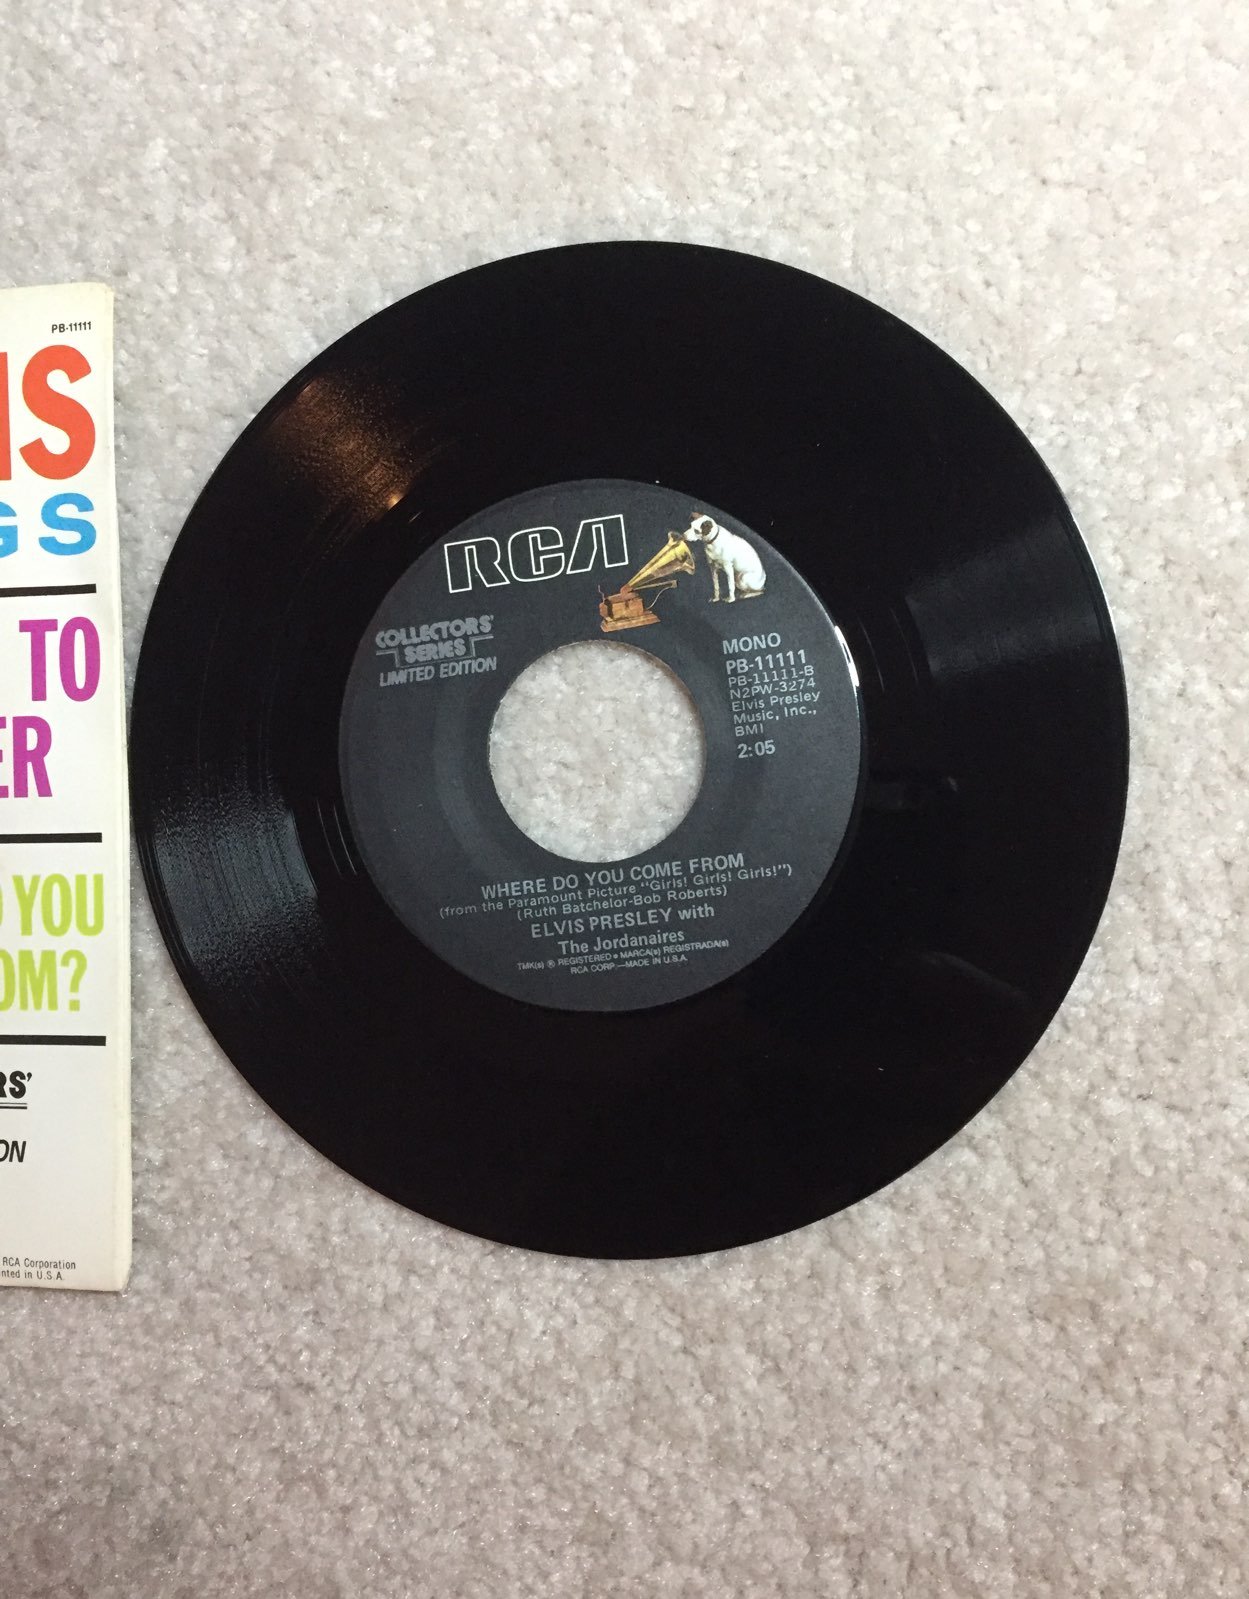 PB-11111
IS
GS
TO
ER
YOU
OM?
RS'
ON
RCA Corporation
nted in U.S.A.
RCA
COLLECTORS'
SERIES
LIMITED EDITION
MONO
PB-11111
PB-11111-B
N2PW-3274
Elvis Presley
Music, Inc.,
BMI
2:05
WHERE DO YOU COME FROM
(from the Paramount Picture "Girls! Girls! Girls!")
(Ruth Batchelor-Bob Roberts)
ELVIS PRESLEY with
The Jordanaires
TMK(s) ® REGISTERED • MARCA(s) REGISTRADA(s)
RCA CORP.—MADE IN U.S.A.